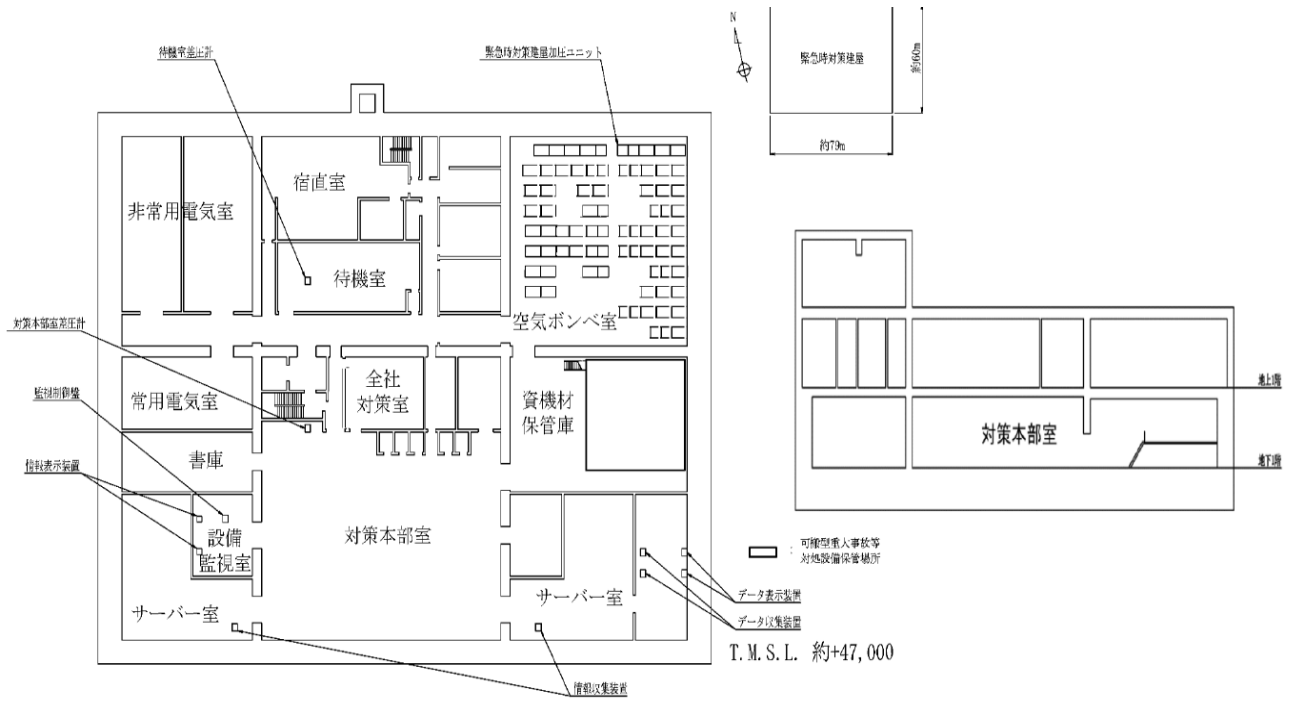 待機室差圧計
緊急時対策建屋加圧ユニット
N
緊急時対策建屋
約60m
約79m
宿直室
非常用電気室
待機室
対策本部室差圧計
空気ボンベ室
全社
対策室
監視制御盤
常用電気室
資機材
保管庫
書庫
情報表示装置
設備
監視室
対策本部室
サーバー室
サーバー室
データ表示装置
データ収集装置
情報収集装置
T.M.S.L. 約+47,000
地上1階
対策本部室
地下1階
： 可搬型重大事故等
対処設備保管場所